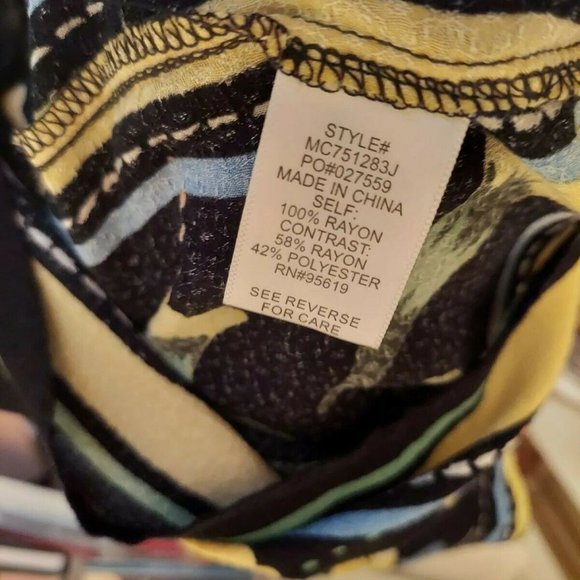 STYLE#
MC751283J
PO#027559
MADE IN CHINA
SELF:
100% RAYON
CONTRAST:
58% RAYON
42% POLYESTER
RN#95619
SEE REVERSE
FOR CARE